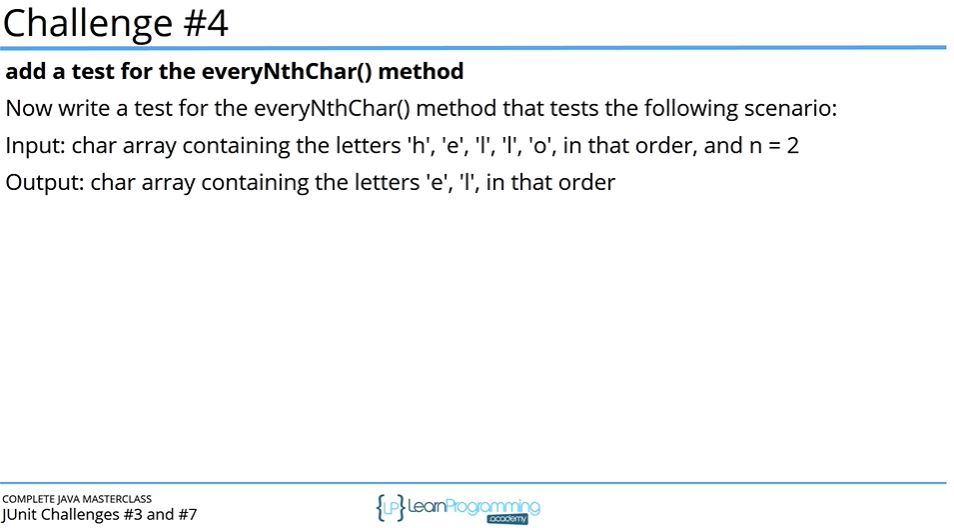 Challenge #4
add a test for the everyNthChar() method
Now write a test for the everyNthChar() method that tests the following scenario:
Input: char array containing the letters 'h', 'e', 'l', 'l', 'o', in that order, and n = 2
Output: char array containing the letters 'e', 'l', in that order
COMPLETE JAVA MASTERCLASS
JUnit Challenges #3 and #7
{LP} LearnProgramming
academy